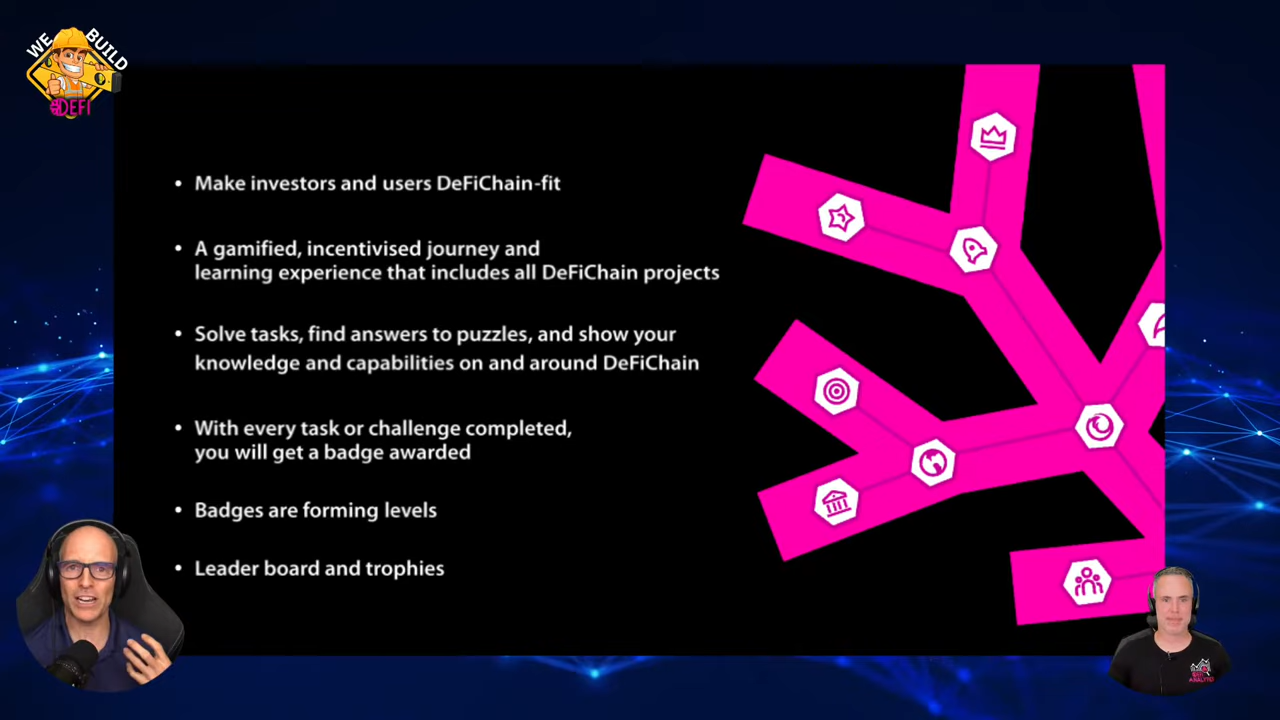 WE BUILD
#DEFI
• Make investors and users DeFiChain-fit
• A gamified, incentivised journey and
learning experience that includes all DeFiChain projects
• Solve tasks, find answers to puzzles, and show your
knowledge and capabilities on and around DeFiChain
• With every task or challenge completed,
you will get a badge awarded
• Badges are forming levels
• Leader board and trophies